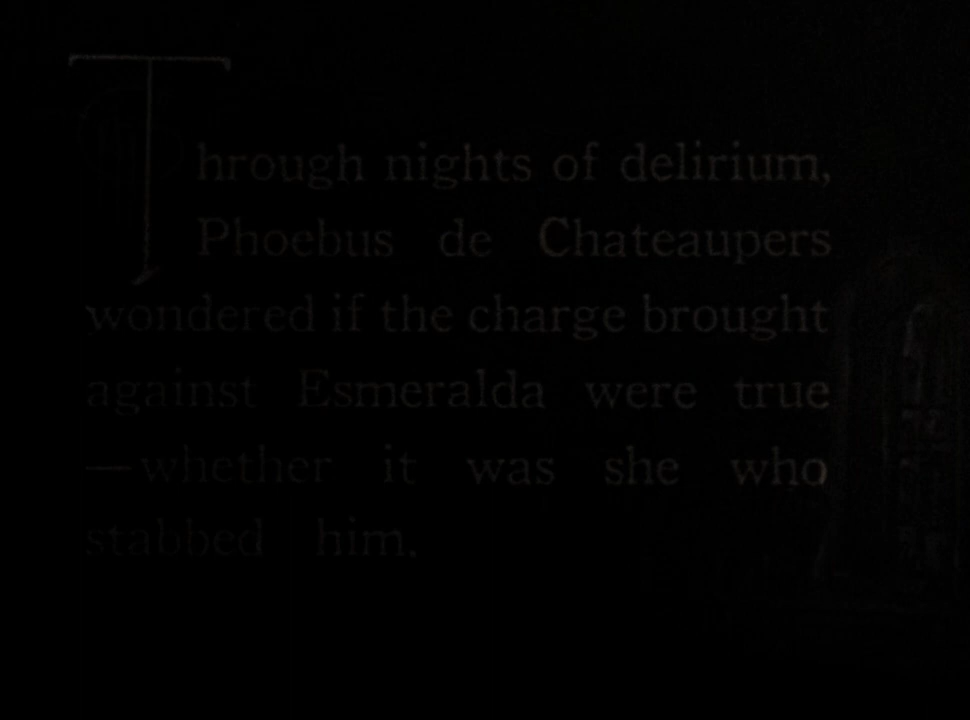 Through nights of delirium,
Phoebus de Chateaupers
wondered if the charge brought
against Esmeralda were true
—whether it was she who
stabbed him.